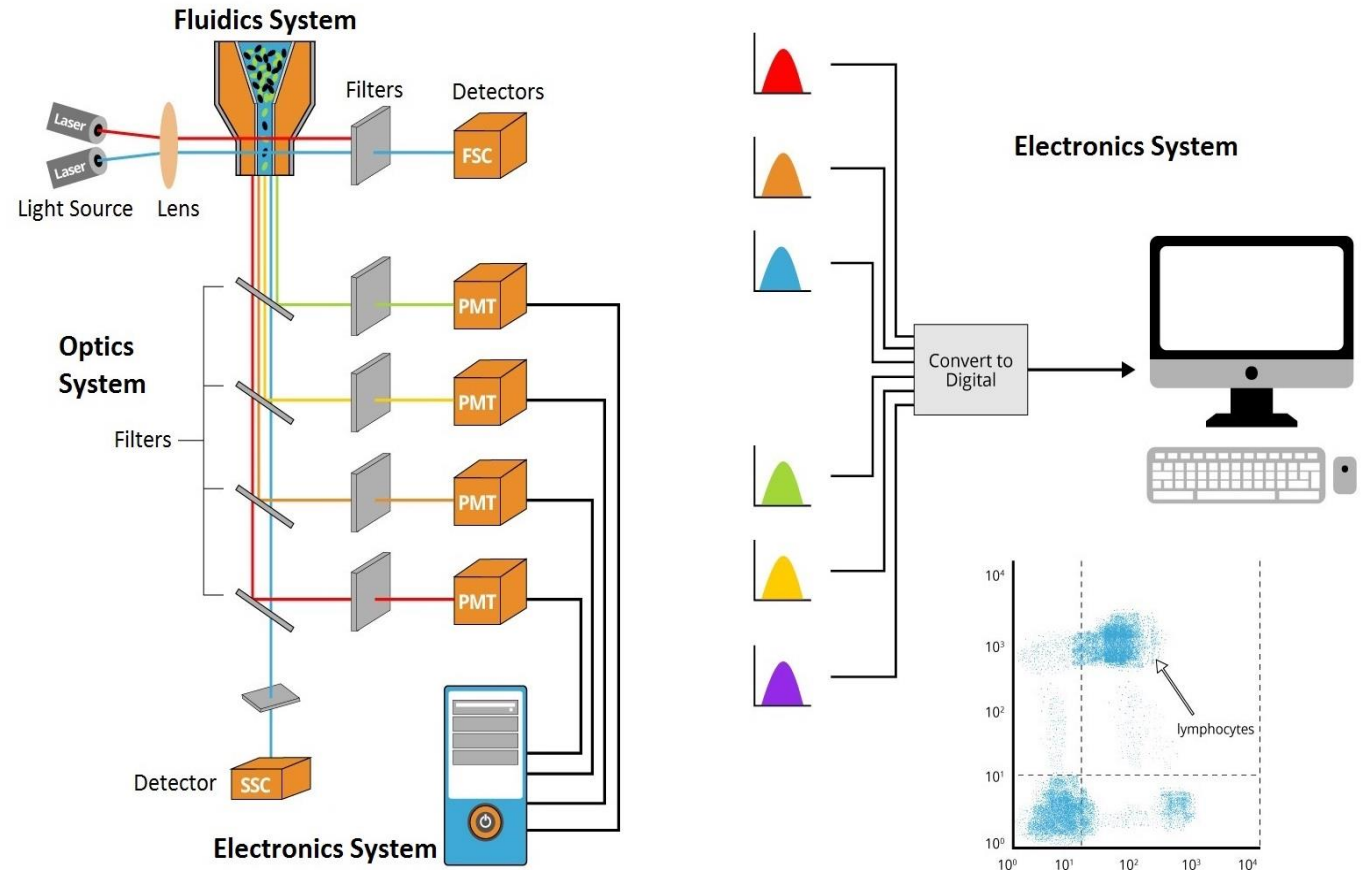 Fluidics System
Filters
Detectors
Laser
Laser
FSC
Light Source
Lens
PMT
Optics
System
PMT
Filters
PMT
PMT
Detector
SSC
Electronics System
Electronics System
Convert to
Digital
10⁴
10³
10²
lymphocytes
10¹
10⁰
10⁰ 10¹ 10² 10³ 10⁴